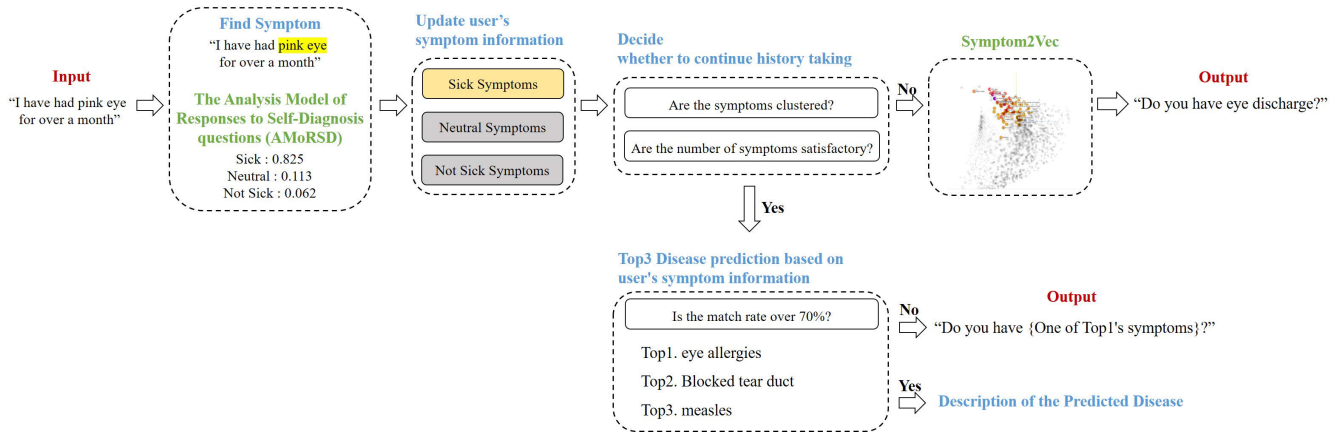 Input
“I have had pink eye
for over a month”
Find Symptom
“I have had pink eye
for over a month”
The Analysis Model of
Responses to Self-Diagnosis
questions (AMoRSD)
Sick : 0.825
Neutral : 0.113
Not Sick : 0.062
Update user’s
symptom information
Sick Symptoms
Neutral Symptoms
Not Sick Symptoms
Decide
whether to continue history taking
Are the symptoms clustered?
Are the number of symptoms satisfactory?
No
Symptom2Vec
Output
“Do you have eye discharge?”
Yes
Top3 Disease prediction based on
user's symptom information
Is the match rate over 70%?
Top1. eye allergies
Top2. Blocked tear duct
Top3. measles
No
Output
“Do you have {One of Top1's symptoms}?”
Yes
Description of the Predicted Disease